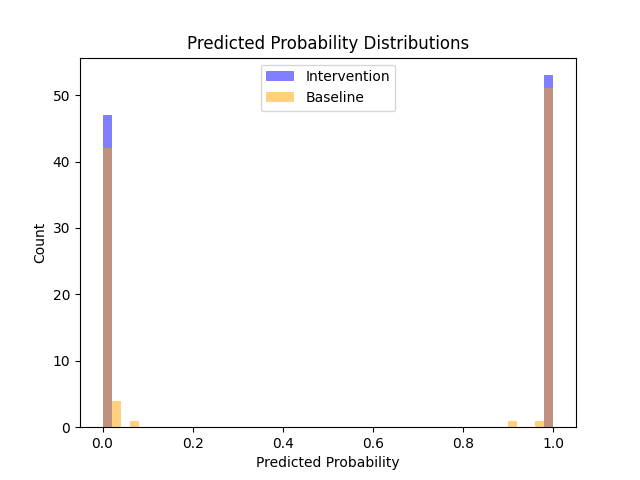 Predicted Probability Distributions
Intervention
Baseline
50
40
30
20
10
0
Count
0.0 0.2 0.4 0.6 0.8 1.0
Predicted Probability